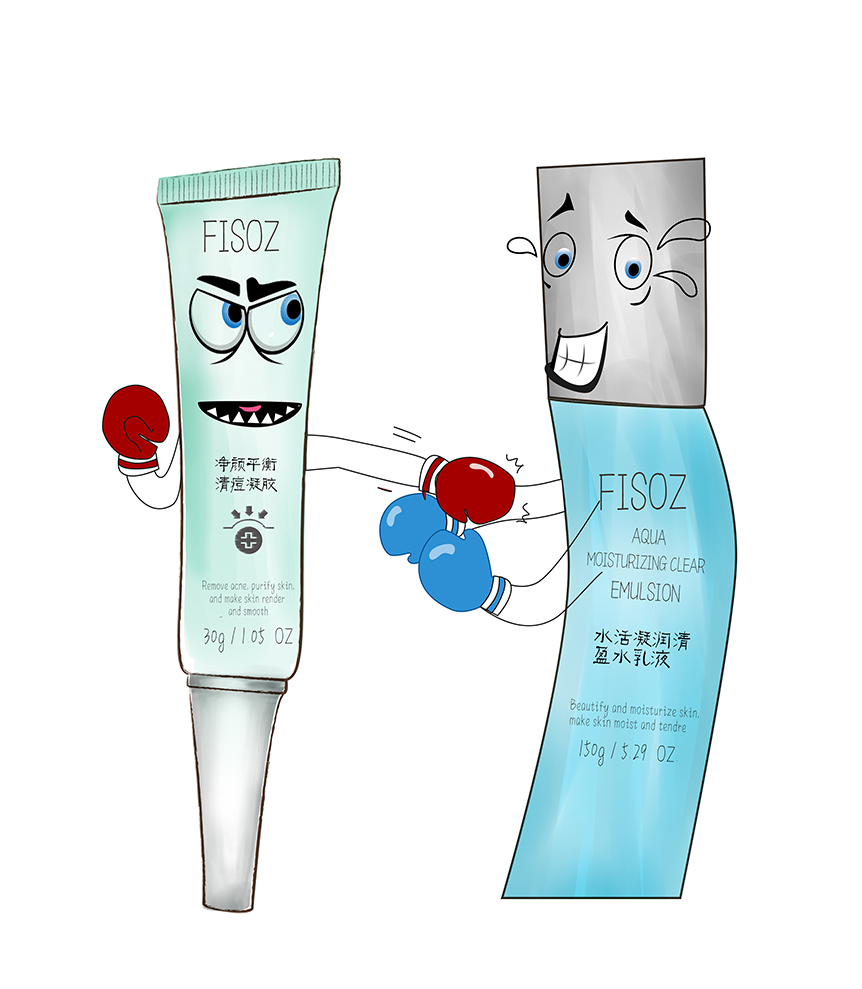 FISOZ
净颜平衡
清痘凝胶
Remove acne, purify skin,
and make skin render
and smooth
30g / 1.05 OZ
FISOZ
AQUA
MOISTURIZING CLEAR
EMULSION
水活凝润清
盈水乳液
Beautify and moisturize skin,
make skin moist and tendre
150g / 5.29 OZ.